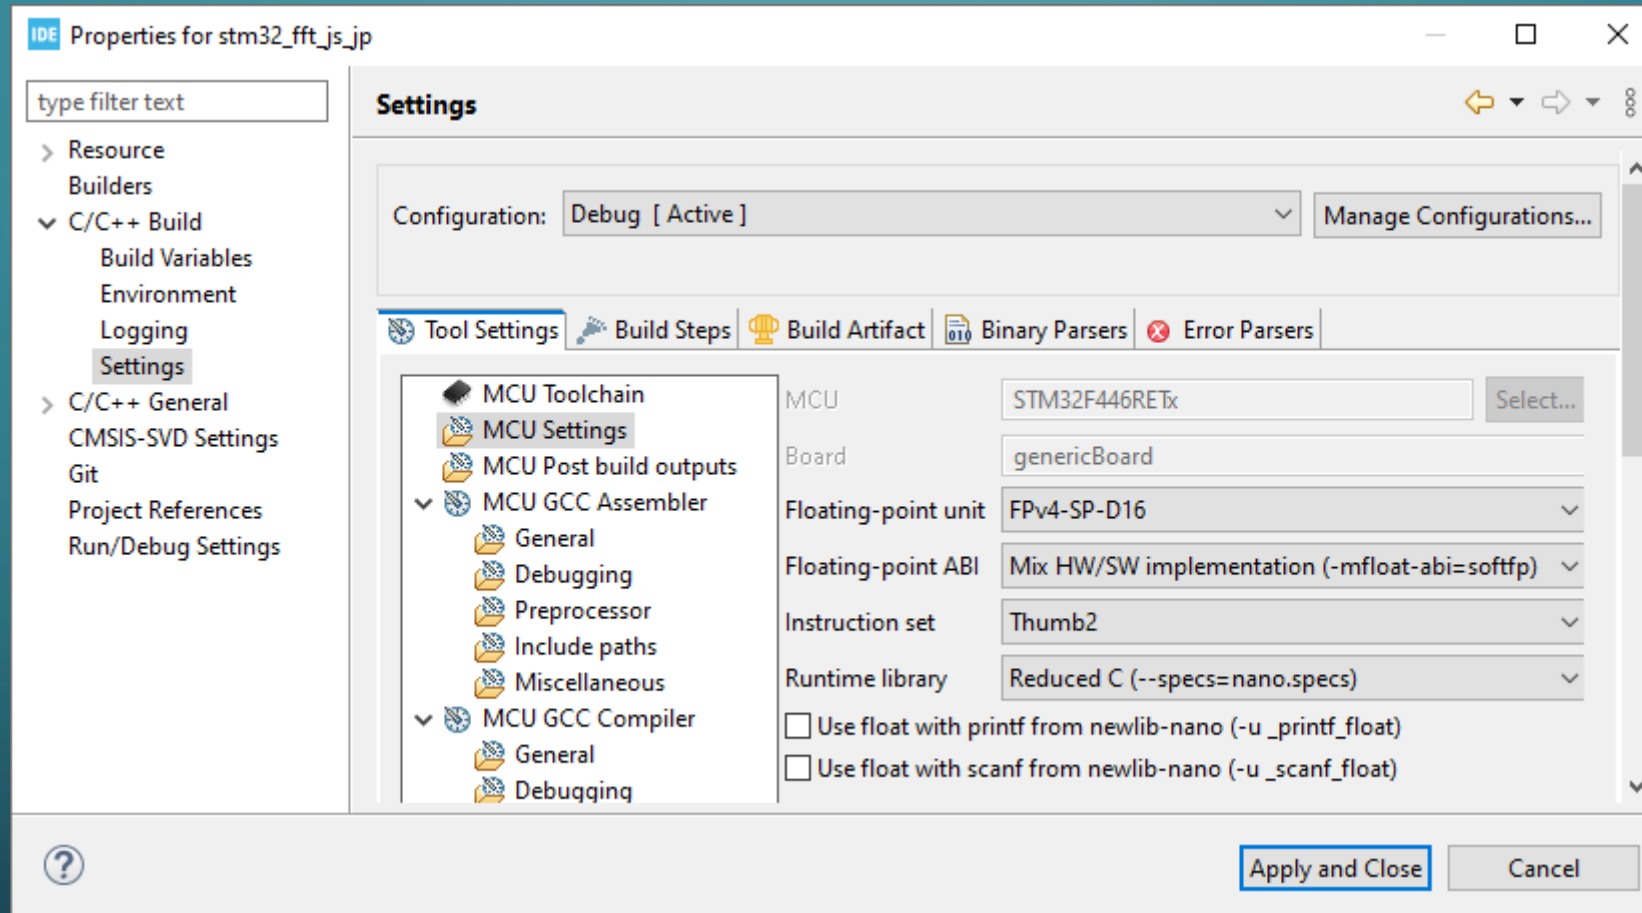 IDE Properties for stm32_fft_js_jp
type filter text
Resource
Builders
C/C++ Build
Build Variables
Environment
Logging
Settings
C/C++ General
CMSIS-SVD Settings
Git
Project References
Run/Debug Settings
Settings
Configuration: Debug [ Active ] Manage Configurations...
Tool Settings Build Steps Build Artifact 010 Binary Parsers Error Parsers
MCU Toolchain
MCU Settings
MCU Post build outputs
MCU GCC Assembler
General
Debugging
Preprocessor
Include paths
Miscellaneous
MCU GCC Compiler
General
Debugging
MCU STM32F446RETx Select...
Board genericBoard
Floating-point unit FPv4-SP-D16
Floating-point ABI Mix HW/SW implementation (-mfloat-abi=softfp)
Instruction set Thumb2
Runtime library Reduced C (--specs=nano.specs)
Use float with printf from newlib-nano (-u _printf_float)
Use float with scanf from newlib-nano (-u _scanf_float)
? Apply and Close Cancel